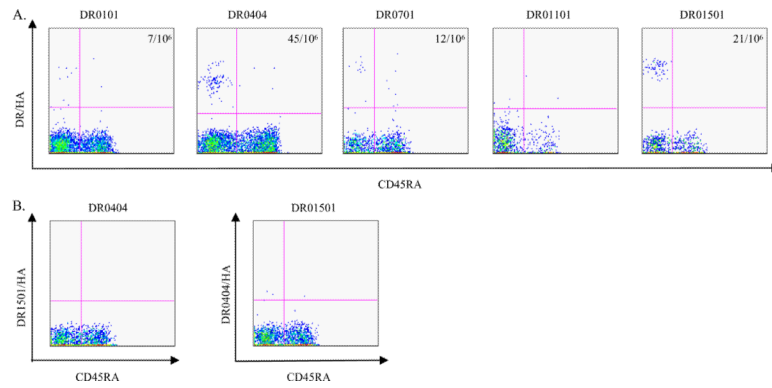 A.
DR0101 DR0404 DR0701 DR01101 DR01501
7/10⁶ 45/10⁶ 12/10⁶ 21/10⁶
DR/HA
CD45RA
B.
DR0404 DR01501
DR1501/HA DR0404/HA
CD45RA CD45RA